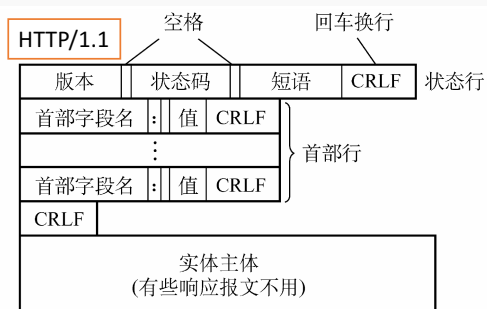 HTTP/1.1
空格
回车换行
版本 状态码 短语 CRLF 状态行
首部字段名 : 值 CRLF
⋮
首部行
首部字段名 : 值 CRLF
CRLF
实体主体
(有些响应报文不用)